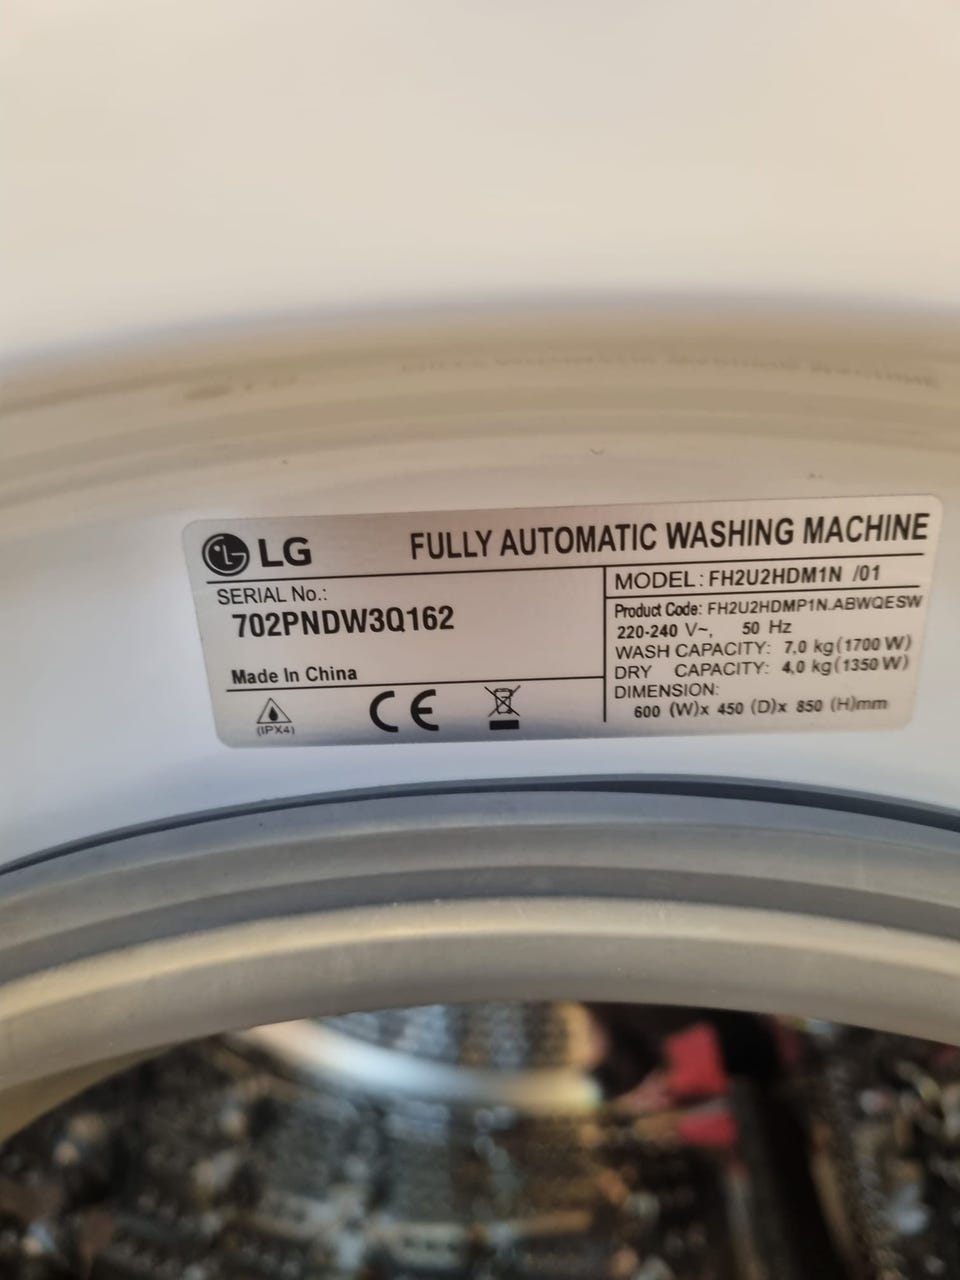 LG FULLY AUTOMATIC WASHING MACHINE
SERIAL No.:
702PNDW3Q162
Made In China
(IPX4)
CE
MODEL: FH2U2HDM1N /01
Product Code: FH2U2HDMP1N.ABWQESW
220-240 V~, 50 Hz
WASH CAPACITY: 7,0 kg(1700 W)
DRY CAPACITY: 4,0 kg(1350 W)
DIMENSION:
600 (W)x 450 (D)x 850 (H)mm